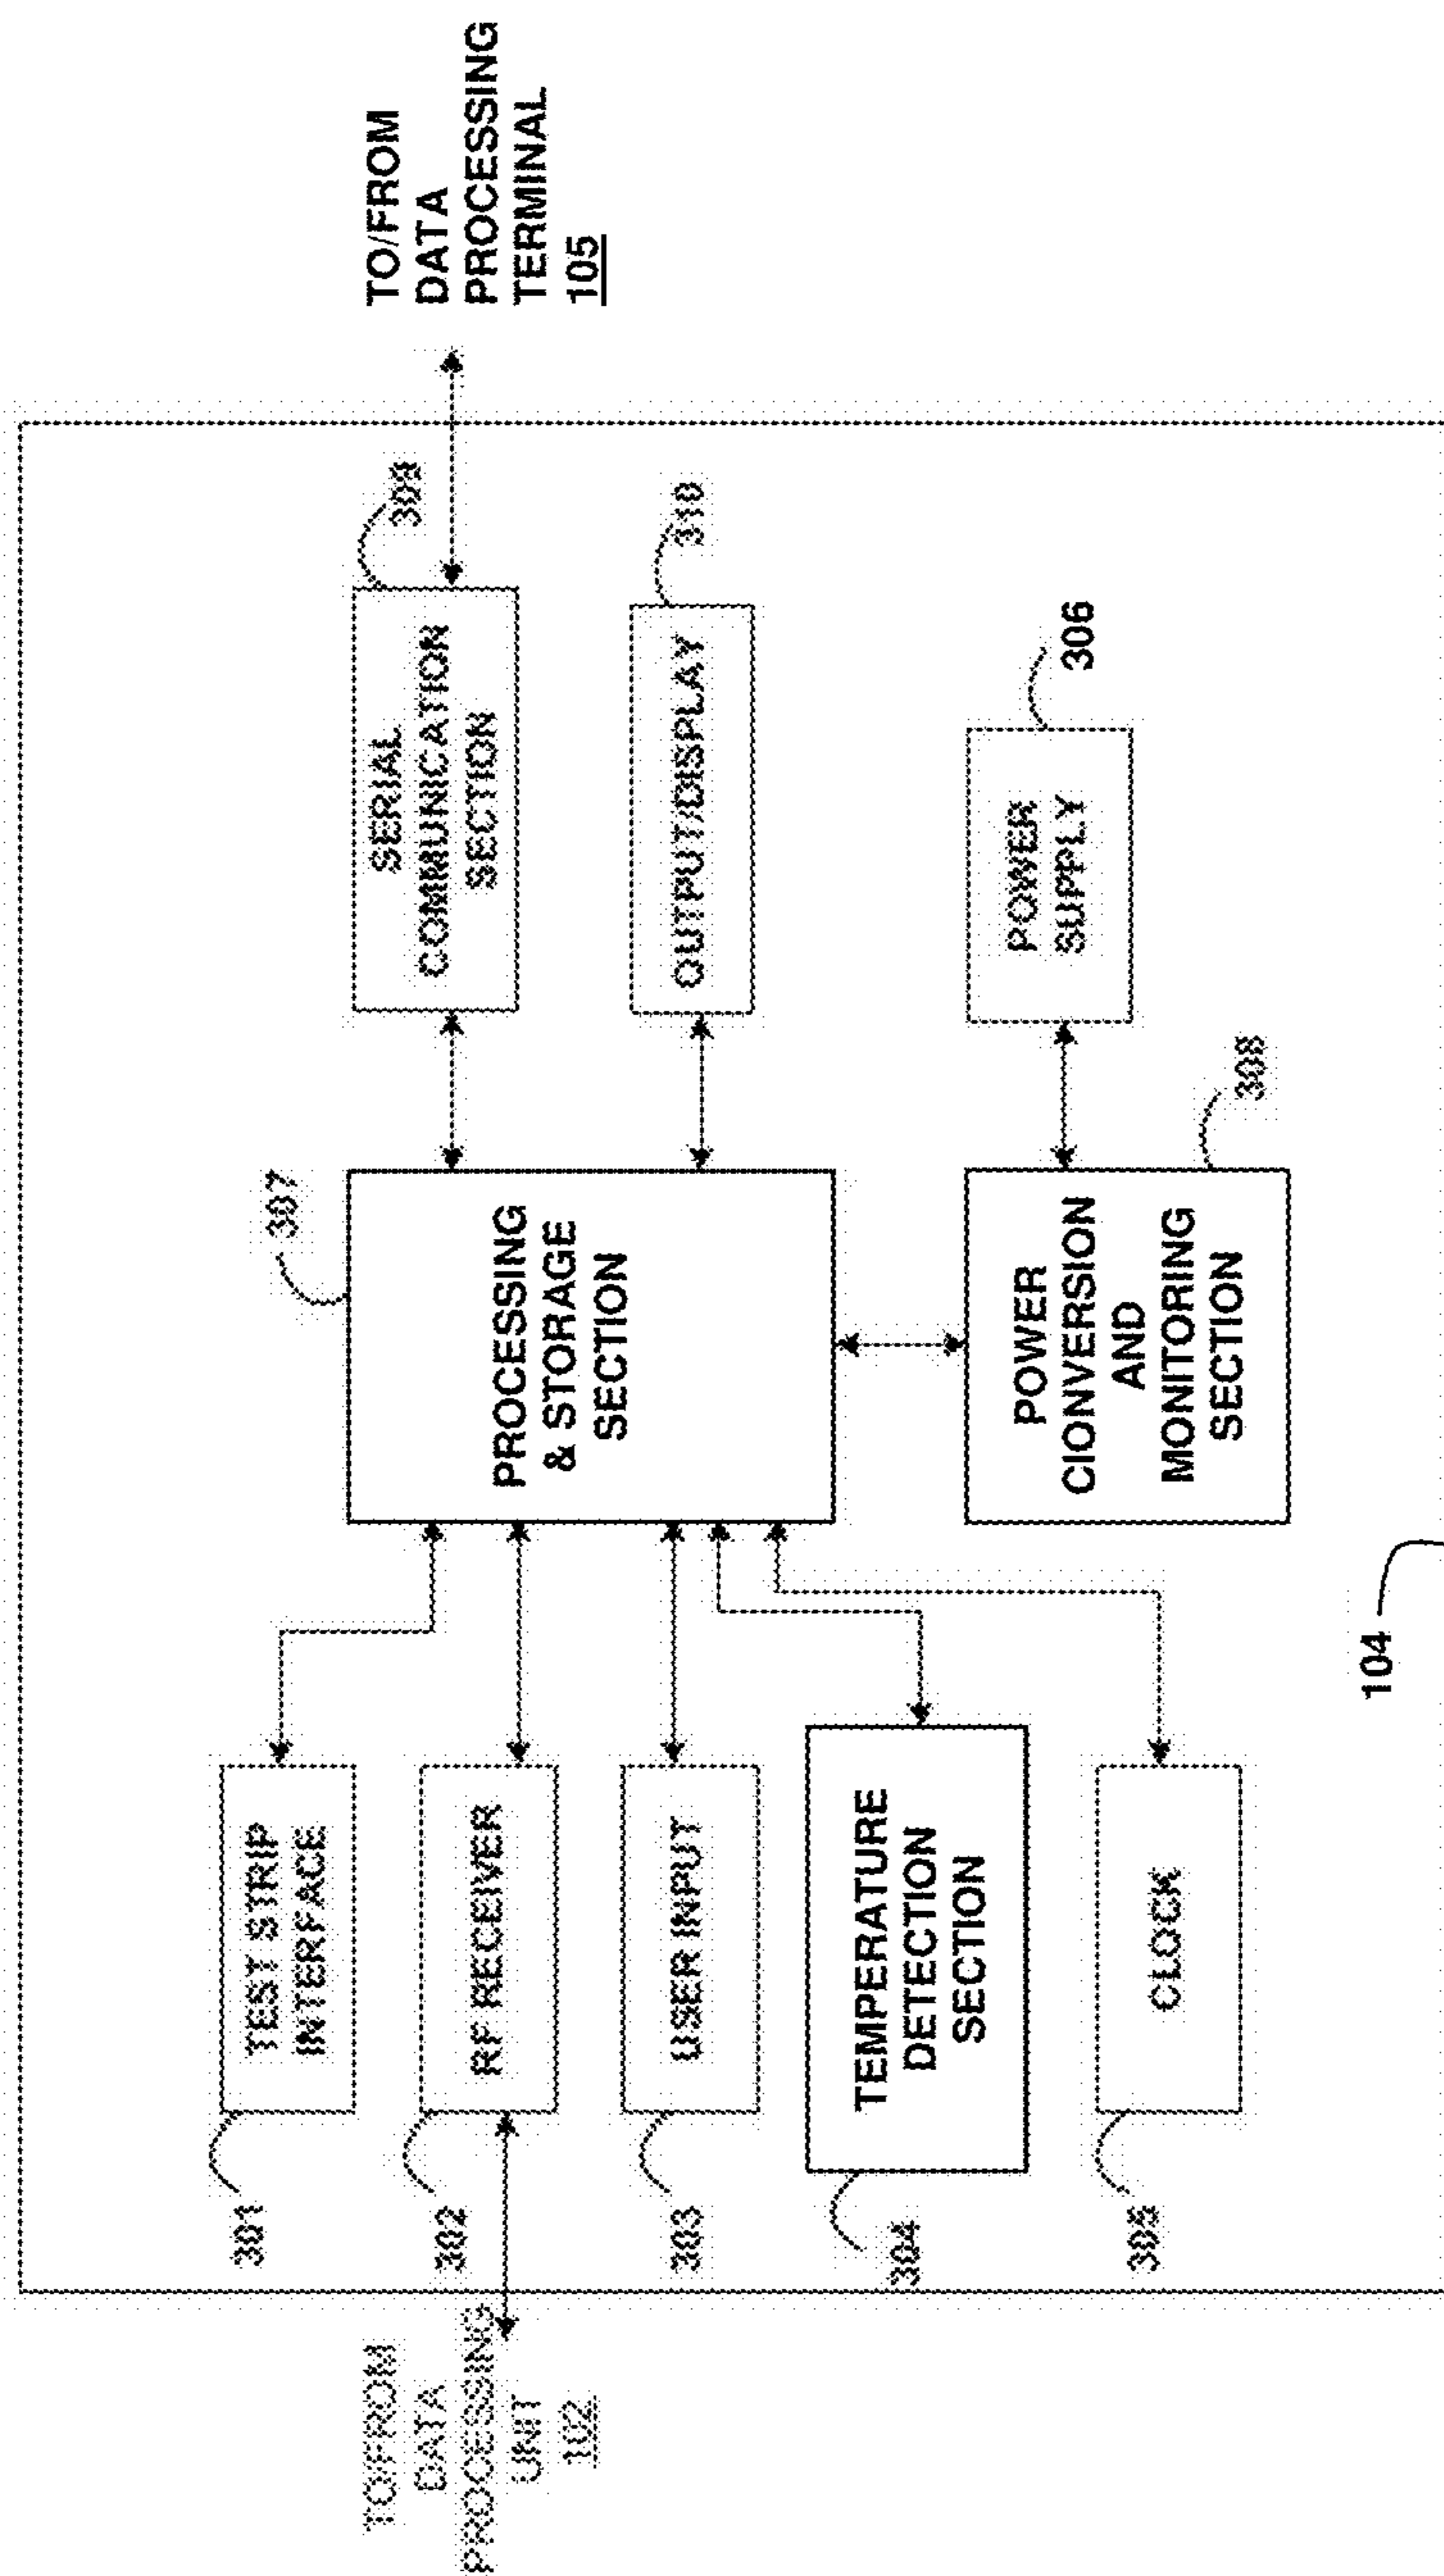 TO/FROM
DATA
PROCESSING
UNIT
102
301
TEST STRIP
INTERFACE
302
RF RECEIVER
303
USER INPUT
304
TEMPERATURE
DETECTION
SECTION
305
CLOCK
307
PROCESSING
& STORAGE
SECTION
POWER
CIONVERSION
AND
MONITORING
SECTION
308
104
SERIAL
COMMUNICATION
SECTION
309
OUTPUT/DISPLAY
310
POWER
SUPPLY
306
TO/FROM
DATA
PROCESSING
TERMINAL
105